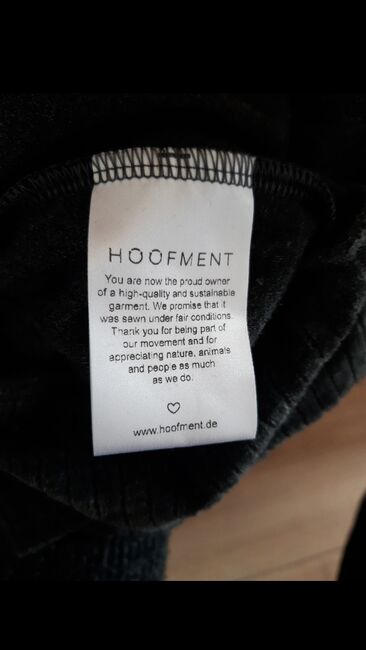 HOOFMENT
You are now the proud owner
of a high-quality and sustainable
garment. We promise that it
was sewn under fair conditions.
Thank you for being part of
our movement and for
appreciating nature, animals
and people as much
as we do.
www.hoofment.de